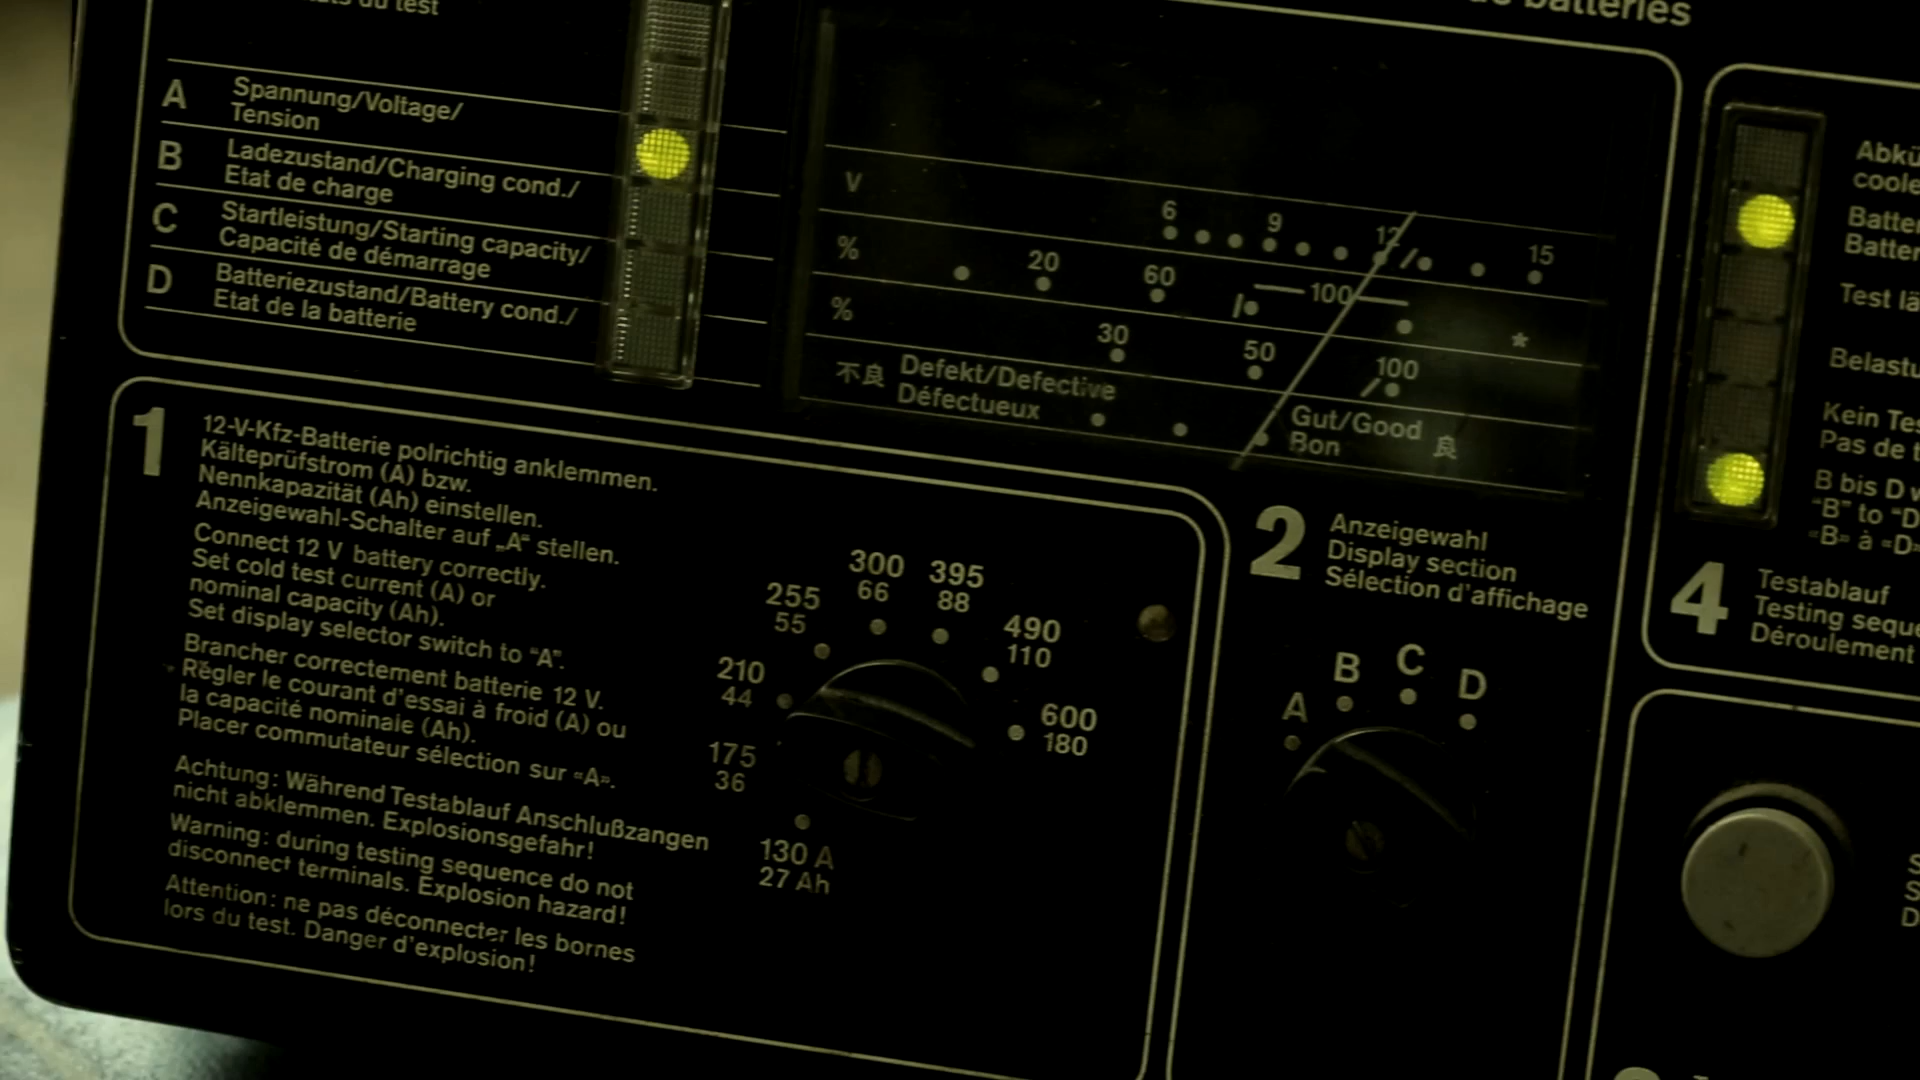 du test
de batteries
A Spannung/Voltage/
Tension
B Ladezustand/Charging cond./
Etat de charge
C Startleistung/Starting capacity/
Capacité de démarrage
D Batteriezustand/Battery cond./
Etat de la batterie
V 6 9 12 15
% 20 60 100 *
% 30 50 100
不良 Defekt/Defective
Défectueux
Gut/Good
Bon 良
Abkü
coole
Batter
Batter
Test lä
Belastu
Kein Tes
Pas de t
B bis D w
"B" to "D
«B» à «D»
1
12-V-Kfz-Batterie polrichtig anklemmen.
Kälteprüfstrom (A) bzw.
Nennkapazität (Ah) einstellen.
Anzeigewahl-Schalter auf „A“ stellen.
Connect 12 V battery correctly.
Set cold test current (A) or
nominal capacity (Ah).
Set display selector switch to “A”.
Brancher correctement batterie 12 V.
Règler le courant d'essai à froid (A) ou
la capacité nominale (Ah).
Placer commutateur sélection sur «A».
Achtung: Während Testablauf Anschlußzangen
nicht abklemmen. Explosionsgefahr!
Warning: during testing sequence do not
disconnect terminals. Explosion hazard!
Attention: ne pas déconnecter les bornes
lors du test. Danger d'explosion!
300 395
66 88
255 490
55 110
210 600
44 180
175
36
130 A
27 Ah
2 Anzeigewahl
Display section
Sélection d'affichage
A B C D
4 Testablauf
Testing seque
Déroulement
S
S
D